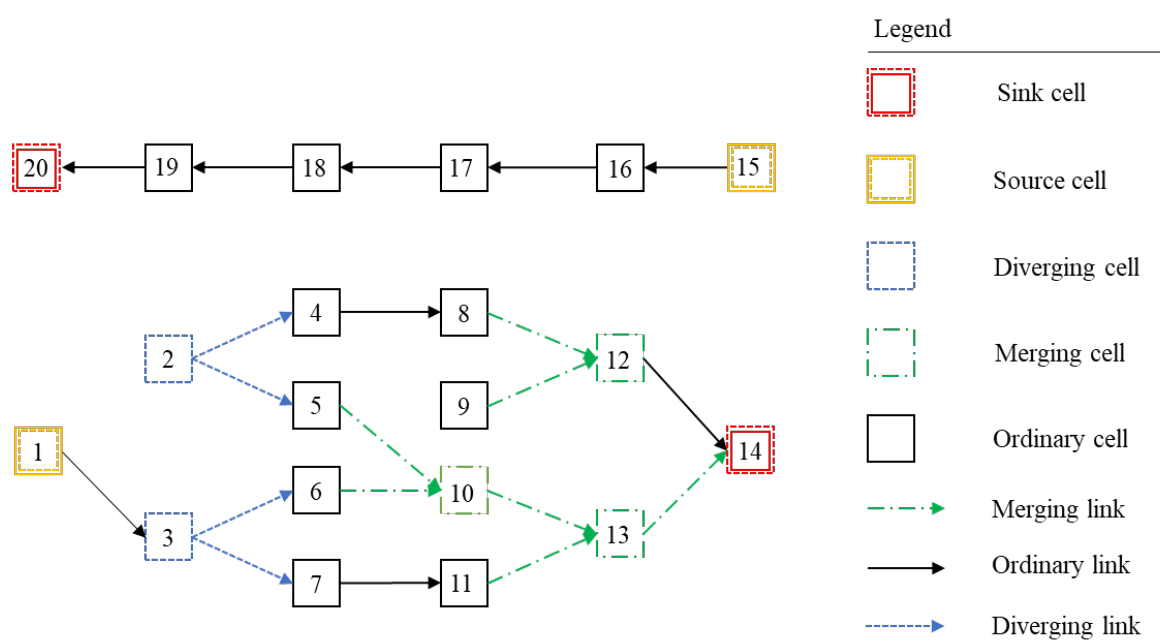 Legend
Sink cell
Source cell
Diverging cell
Merging cell
Ordinary cell
Merging link
Ordinary link
Diverging link
20 19 18 17 16 15
4 8
2 12
5 9
1 14
6 10
3 13
7 11